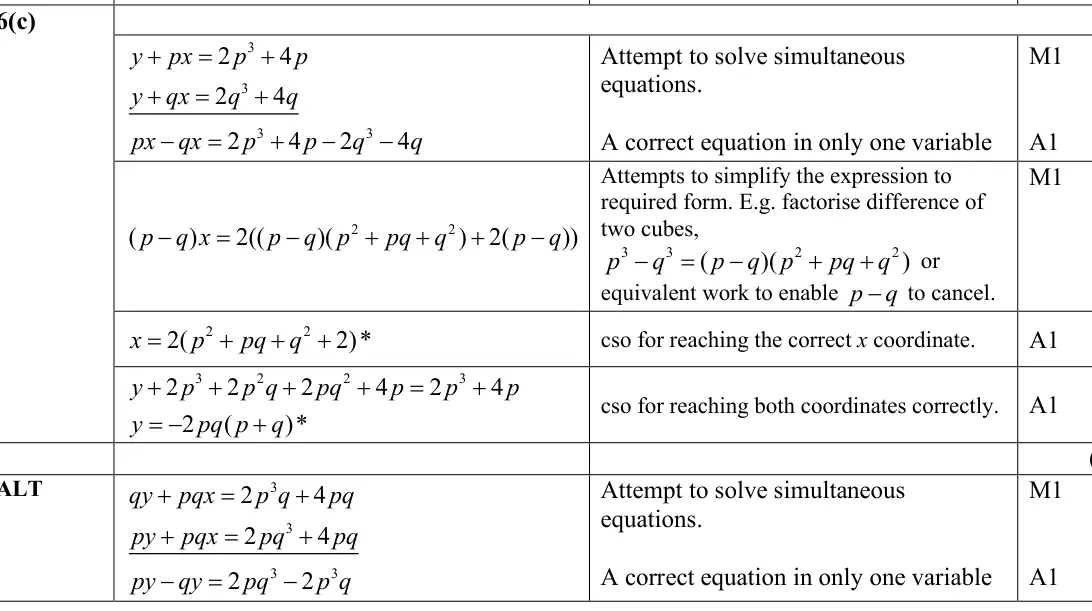 6(c)
y + px = 2p³ + 4p
y + qx = 2q³ + 4q
px − qx = 2p³ + 4p − 2q³ − 4q
Attempt to solve simultaneous
equations.
A correct equation in only one variable
M1
A1
(p − q)x = 2((p − q)(p² + pq + q²) + 2(p − q))
Attempts to simplify the expression to
required form. E.g. factorise difference of
two cubes,
p³ − q³ = (p − q)(p² + pq + q²) or
equivalent work to enable p − q to cancel.
M1
x = 2(p² + pq + q² + 2)*
cso for reaching the correct x coordinate.
A1
y + 2p³ + 2p²q + 2pq² + 4p = 2p³ + 4p
y = −2pq(p + q)*
cso for reaching both coordinates correctly.
A1
(
ALT
qy + pqx = 2p³q + 4pq
py + pqx = 2pq³ + 4pq
py − qy = 2pq³ − 2p³q
Attempt to solve simultaneous
equations.
A correct equation in only one variable
M1
A1